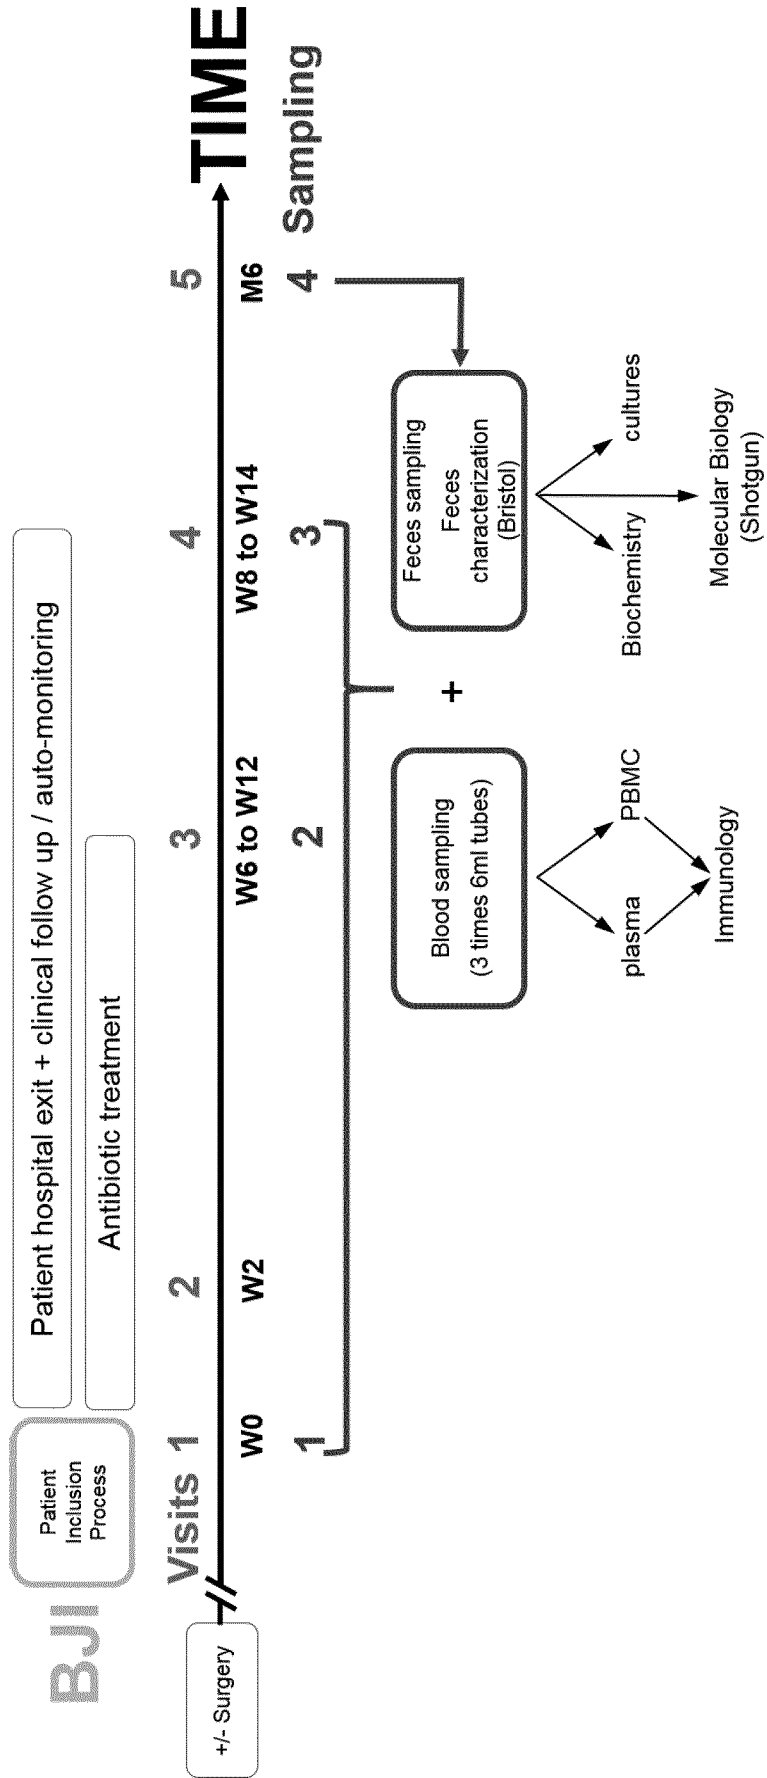 BJI
Patient
Inclusion
Process
Patient hospital exit + clinical follow up / auto-monitoring
Antibiotic treatment
+/- Surgery
Visits 1 2 3 4 5
TIME
W0 W2 W6 to W12 W8 to W14 M6
1 2 3 4 Sampling
Blood sampling
(3 times 6ml tubes)
+
Feces sampling
Feces
characterization
(Bristol)
plasma PBMC
Immunology
Biochemistry cultures
Molecular Biology
(Shotgun)